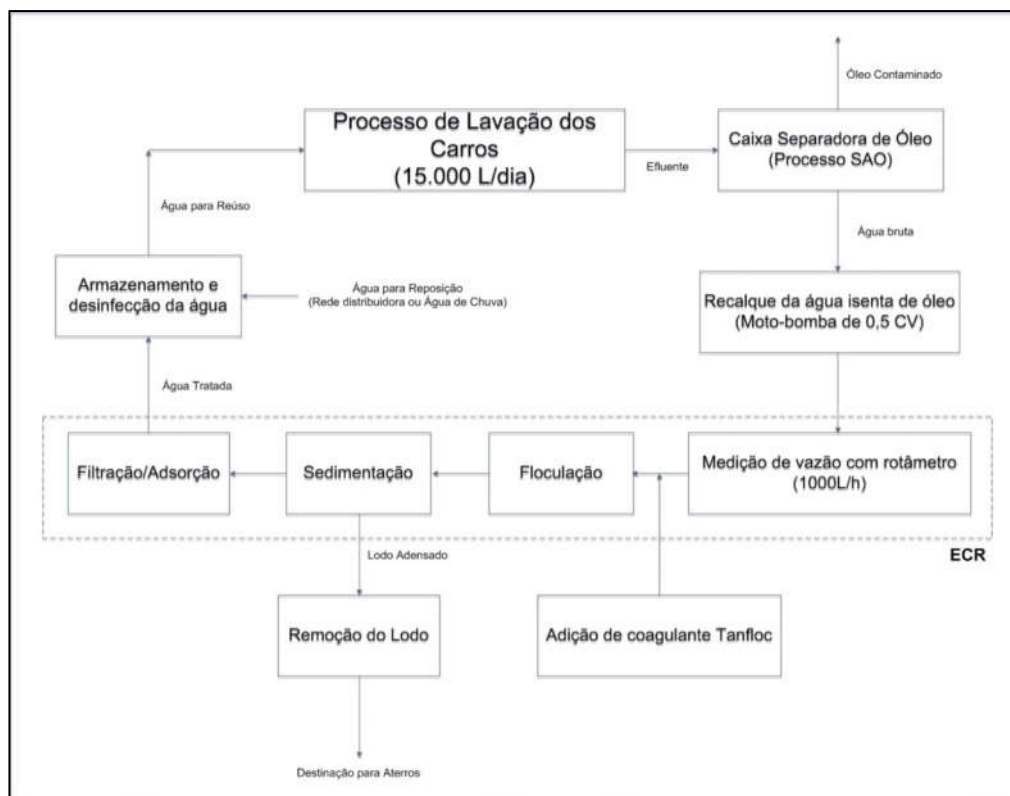 Óleo Contaminado
Processo de Lavação dos
Carros
(15.000 L/dia)
Efluente
Caixa Separadora de Óleo
(Processo SAO)
Água para Reúso
Água bruta
Armazenamento e
desinfecção da água
Água para Reposição
(Rede distribuidora ou Água de Chuva)
Recalque da água isenta de óleo
(Moto-bomba de 0,5 CV)
Água Tratada
Filtração/Adsorção
Sedimentação
Floculação
Medição de vazão com rotâmetro
(1000L/h)
ECR
Lodo Adensado
Remoção do Lodo
Adição de coagulante Tanfloc
Destinação para Aterros